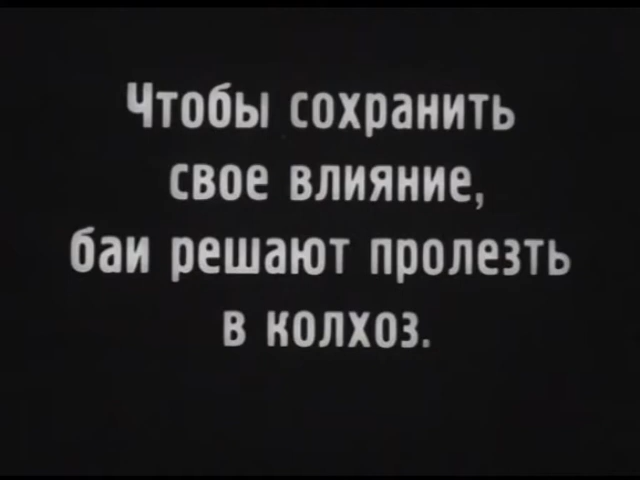 Чтобы сохранить
свое влияние,
баи решают пролезть
в колхоз.